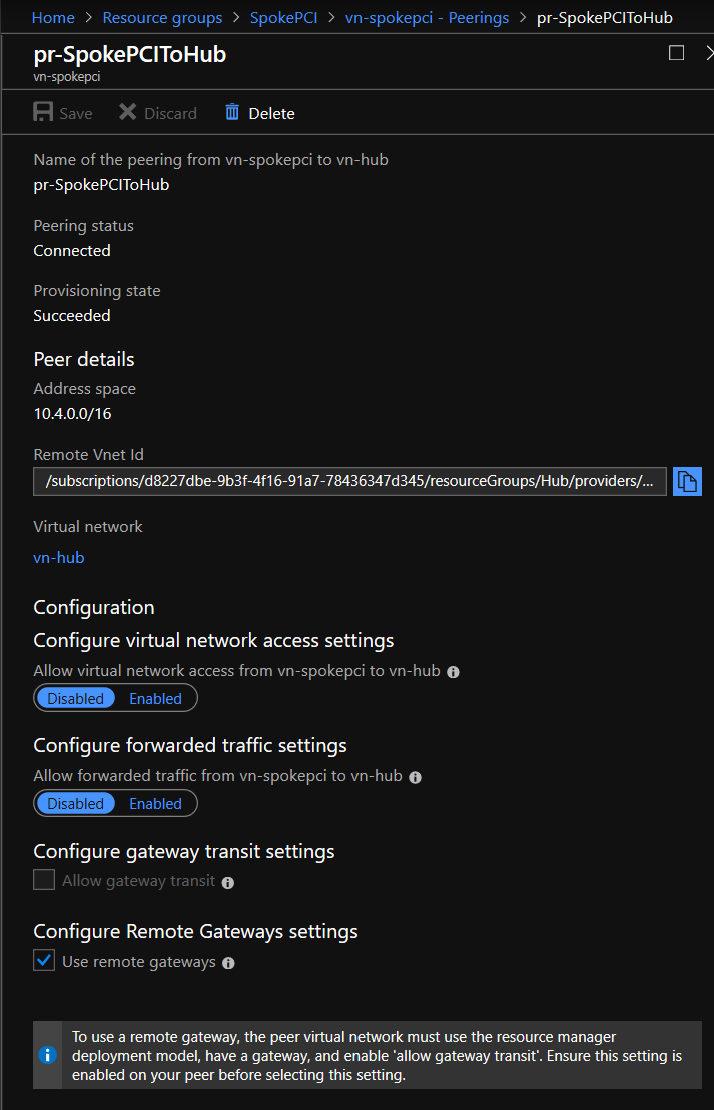 Home > Resource groups > SpokePCI > vn-spokepci - Peerings > pr-SpokePCIToHub
pr-SpokePCIToHub
vn-spokepci
Save Discard Delete
Name of the peering from vn-spokepci to vn-hub
pr-SpokePCIToHub
Peering status
Connected
Provisioning state
Succeeded
Peer details
Address space
10.4.0.0/16
Remote Vnet Id
/subscriptions/d8227dbe-9b3f-4f16-91a7-78436347d345/resourceGroups/Hub/providers/...
Virtual network
vn-hub
Configuration
Configure virtual network access settings
Allow virtual network access from vn-spokepci to vn-hub
Disabled Enabled
Configure forwarded traffic settings
Allow forwarded traffic from vn-spokepci to vn-hub
Disabled Enabled
Configure gateway transit settings
Allow gateway transit
Configure Remote Gateways settings
Use remote gateways
To use a remote gateway, the peer virtual network must use the resource manager
deployment model, have a gateway, and enable 'allow gateway transit'. Ensure this setting is
enabled on your peer before selecting this setting.